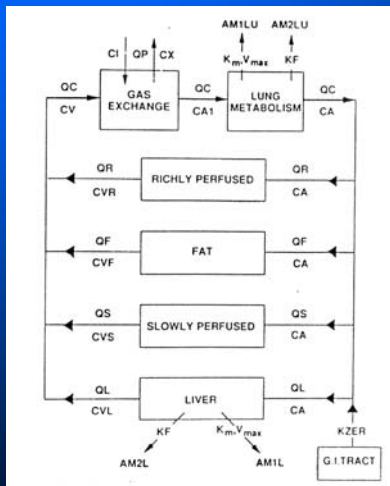 AM1LU AM2LU
CI QP CX Km,Vmax KF
QC GAS EXCHANGE QC LUNG METABOLISM QC
CV CA1 CA
QR RICHLY PERFUSED QR
CVR CA
QF FAT QF
CVF CA
QS SLOWLY PERFUSED QS
CVS CA
QL LIVER QL
CVL CA
KF Km,Vmax KZER
AM2L AM1L G.I.TRACT